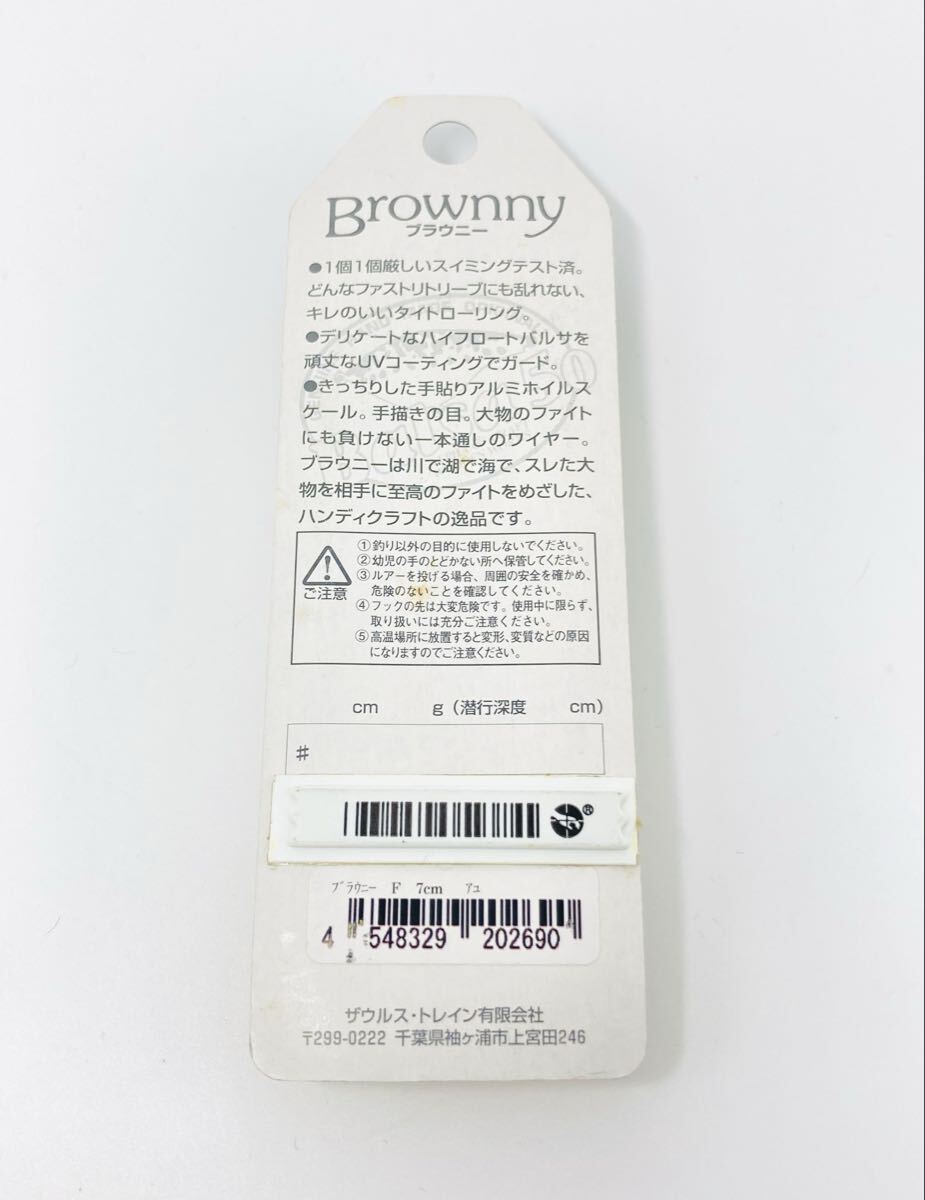 Brownny
ブラウニー
●1個1個厳しいスイミングテスト済。
どんなファストリトリーブにも乱れない、
キレのいいタイトローリング。
●デリケートなハイフロートバルサを
頑丈なUVコーティングでガード。
●きっちりした手貼りアルミホイルス
ケール。手描きの目。大物のファイト
にも負けない一本通しのワイヤー。
ブラウニーは川で湖で海で、スレた大
物を相手に至高のファイトをめざした、
ハンディクラフトの逸品です。
ご注意
①釣り以外の目的に使用しないでください。
②幼児の手のとどかない所へ保管してください。
③ルアーを投げる場合、周囲の安全を確かめ、
危険のないことを確認してください。
④フックの先は大変危険です。使用中に限らず、
取り扱いには充分ご注意ください。
⑤高温場所に放置すると変形、変質などの原因
になりますのでご注意ください。
cm g(潜行深度 cm)
#
®
ブラウニー F 7cm アユ
4 548329 202690
ザウルス・トレイン有限会社
〒299-0222 千葉県袖ヶ浦市上宮田246